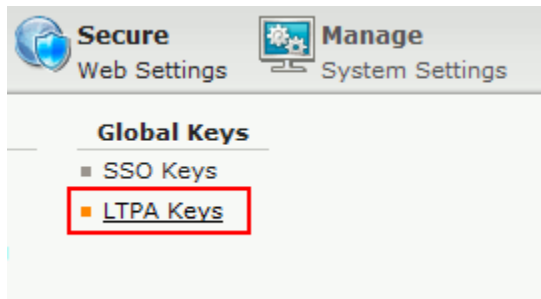 Secure
Web Settings
Manage
System Settings
Global Keys
SSO Keys
LTPA Keys